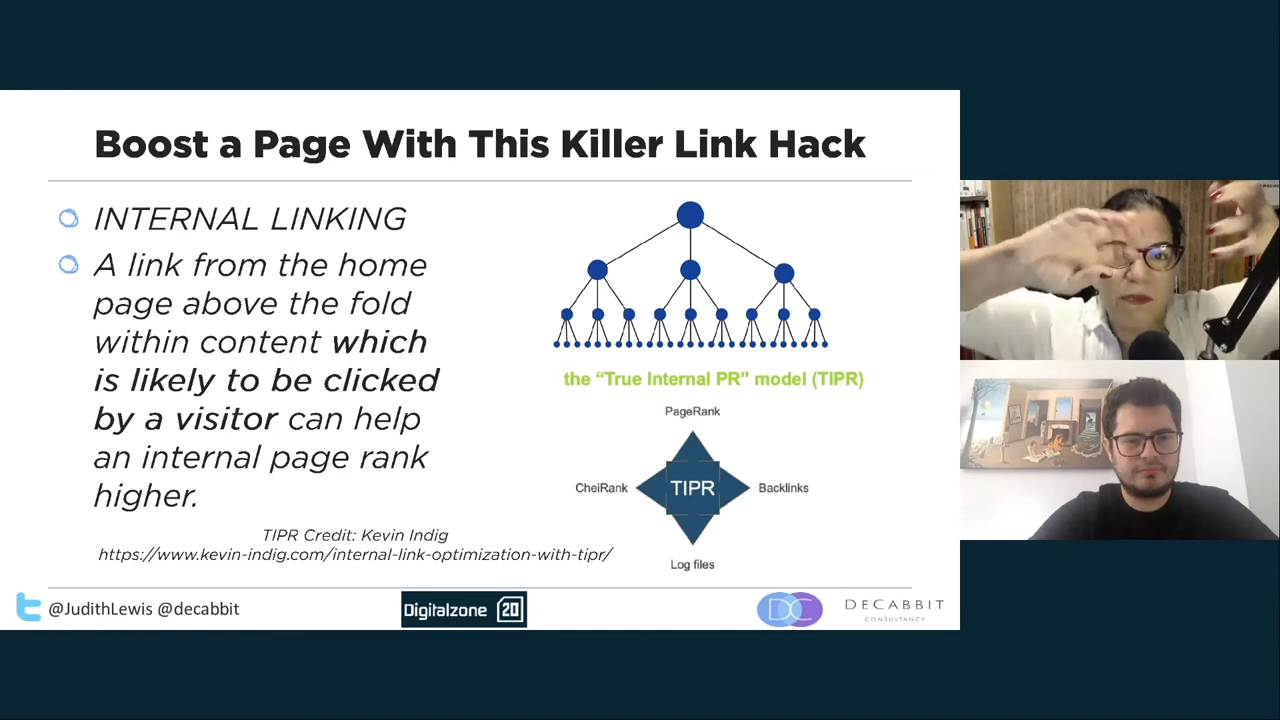 Boost a Page With This Killer Link Hack
INTERNAL LINKING
A link from the home
page above the fold
within content which
is likely to be clicked
by a visitor can help
an internal page rank
higher.
the “True Internal PR” model (TIPR)
PageRank
CheiRank
TIPR
Backlinks
Log files
TIPR Credit: Kevin Indig
https://www.kevin-indig.com/internal-link-optimization-with-tipr/
@JudithLewis @decabbit
Digitalzone 20
DC
DECABBIT
CONSULTANCY